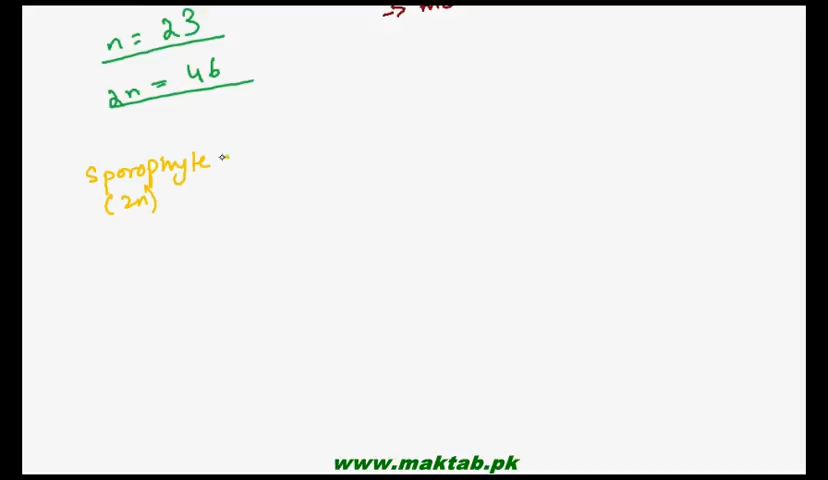 n = 23
2n = 46
Sporophyte
(2n)
www.maktab.pk